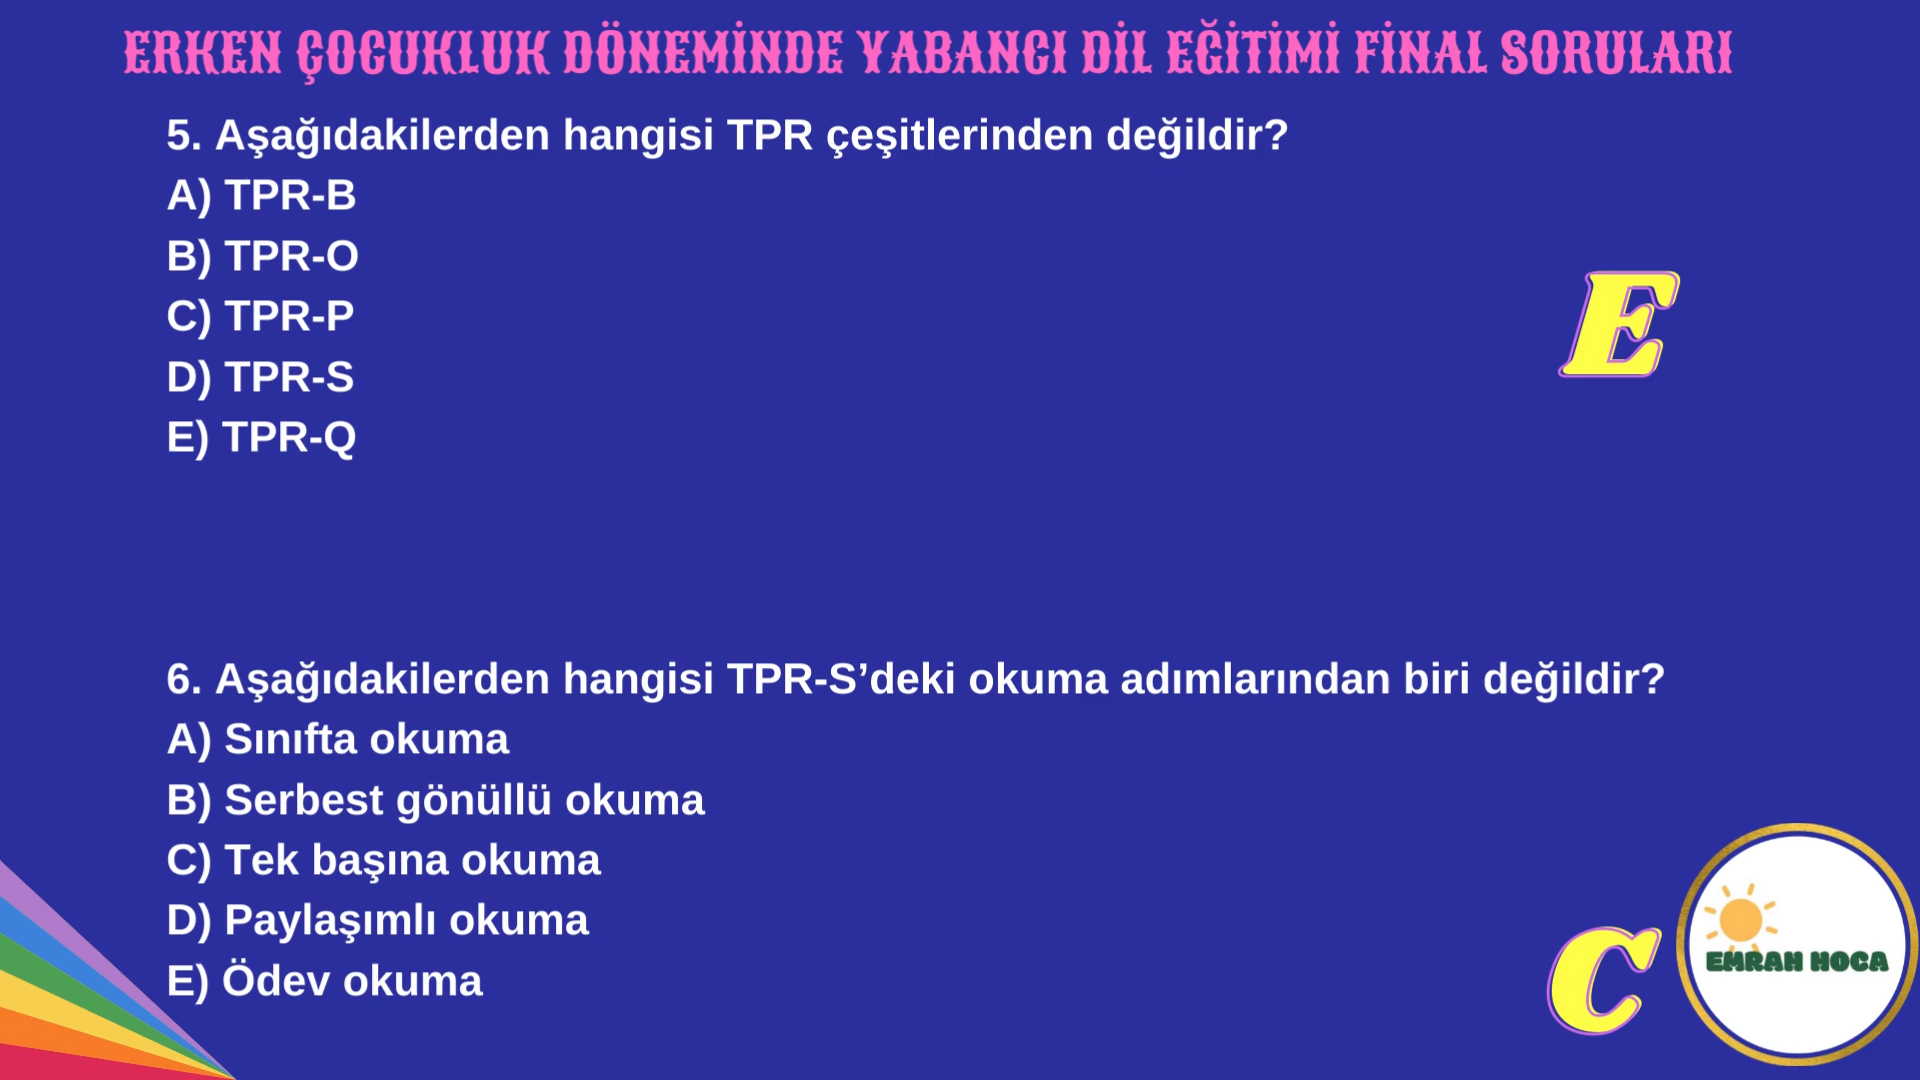 ERKEN ÇOCUKLUK DÖNEMİNDE YABANCI DİL EĞİTİMİ FİNAL SORULARI
5. Aşağıdakilerden hangisi TPR çeşitlerinden değildir?
A) TPR-B
B) TPR-O
C) TPR-P
D) TPR-S
E) TPR-Q
E
6. Aşağıdakilerden hangisi TPR-S’deki okuma adımlarından biri değildir?
A) Sınıfta okuma
B) Serbest gönüllü okuma
C) Tek başına okuma
D) Paylaşımlı okuma
E) Ödev okuma
C
EMRAH HOCA